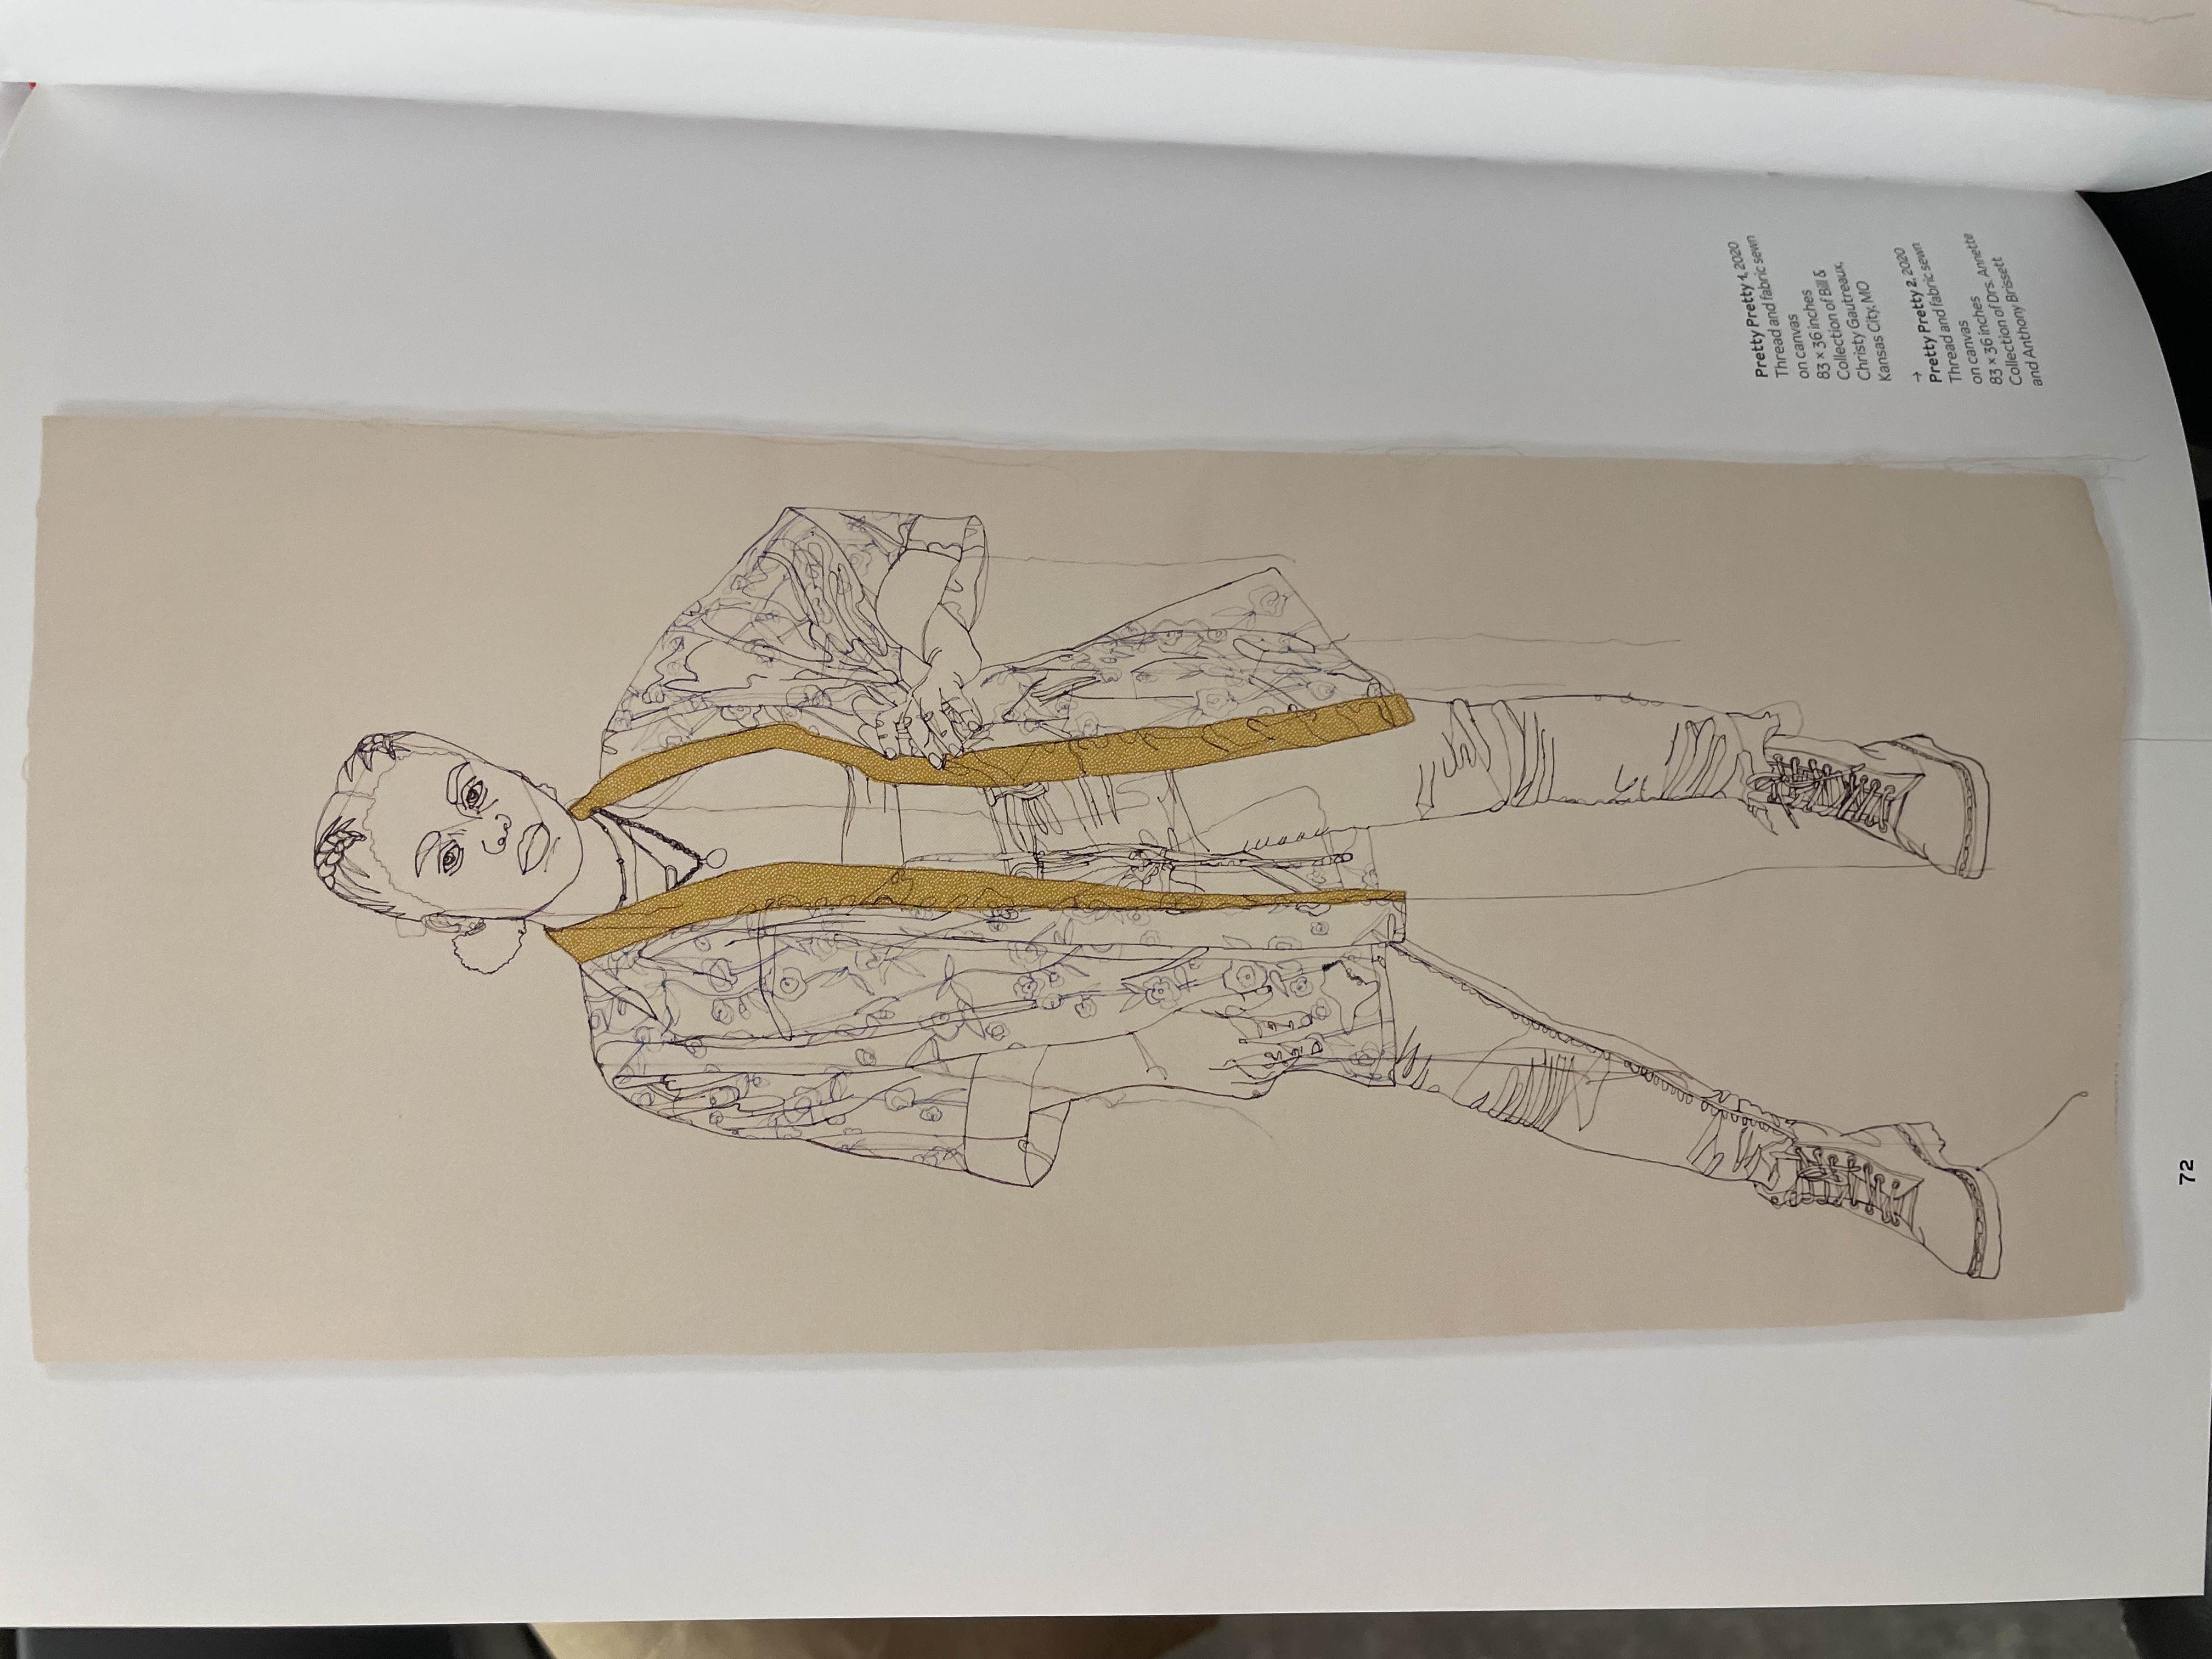 Pretty Pretty 1, 2020
Thread and fabric sewn
on canvas
83 × 36 inches
Collection of Bill &
Christy Gautreaux,
Kansas City, MO
→
Pretty Pretty 2, 2020
Thread and fabric sewn
on canvas
83 × 36 inches
Collection of Drs. Annette
and Anthony Brissett
72